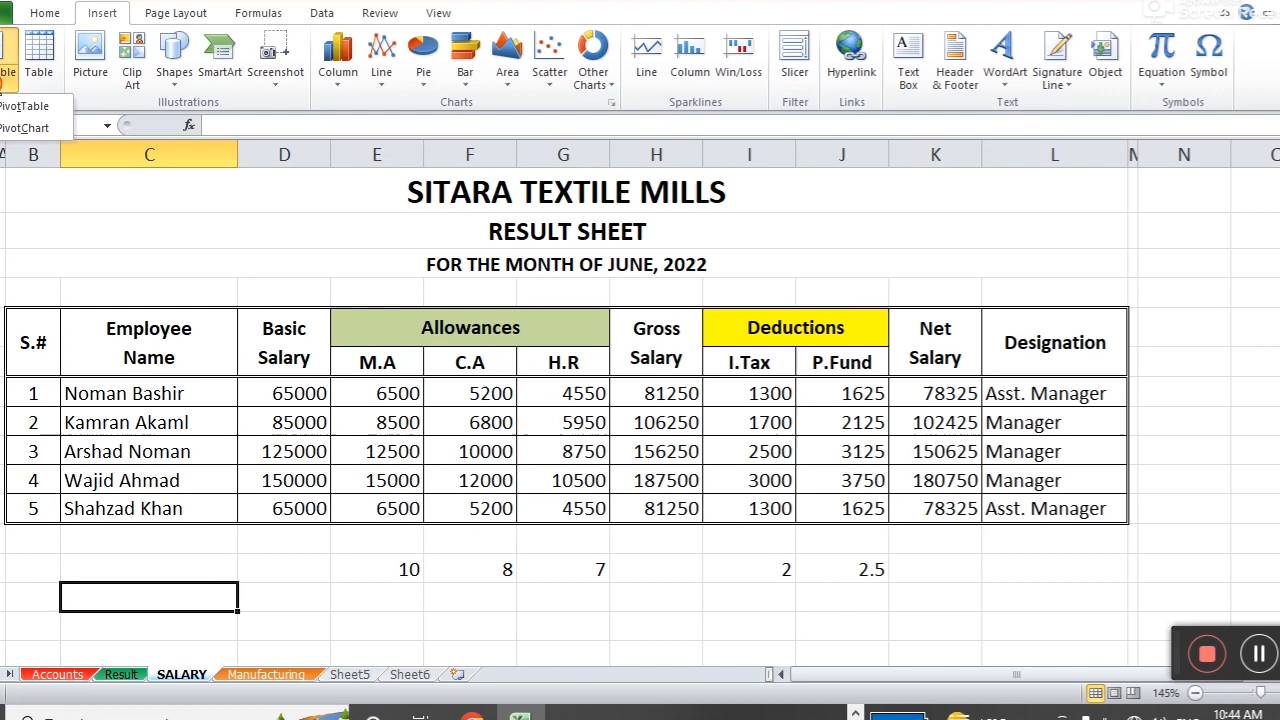 Home Insert Page Layout Formulas Data Review View
Table Picture Clip Art Shapes SmartArt Screenshot Column Line Pie Bar Area Scatter Other Charts Line Column Win/Loss Slicer Hyperlink Text Box Header & Footer WordArt Signature Line Object Equation Symbol
Illustrations Charts Sparklines Filter Links Text Symbols
PivotTable
PivotChart
fx
B C D E F G H I J K L M N
SITARA TEXTILE MILLS
RESULT SHEET
FOR THE MONTH OF JUNE, 2022
S.# Employee Name Basic Salary Allowances Gross Salary Deductions Net Salary Designation
M.A C.A H.R I.Tax P.Fund
1 Noman Bashir 65000 6500 5200 4550 81250 1300 1625 78325 Asst. Manager
2 Kamran Akaml 85000 8500 6800 5950 106250 1700 2125 102425 Manager
3 Arshad Noman 125000 12500 10000 8750 156250 2500 3125 150625 Manager
4 Wajid Ahmad 150000 15000 12000 10500 187500 3000 3750 180750 Manager
5 Shahzad Khan 65000 6500 5200 4550 81250 1300 1625 78325 Asst. Manager
10 8 7 2 2.5
Accounts Result SALARY Manufacturing Sheet5 Sheet6
145%
10:44 AM